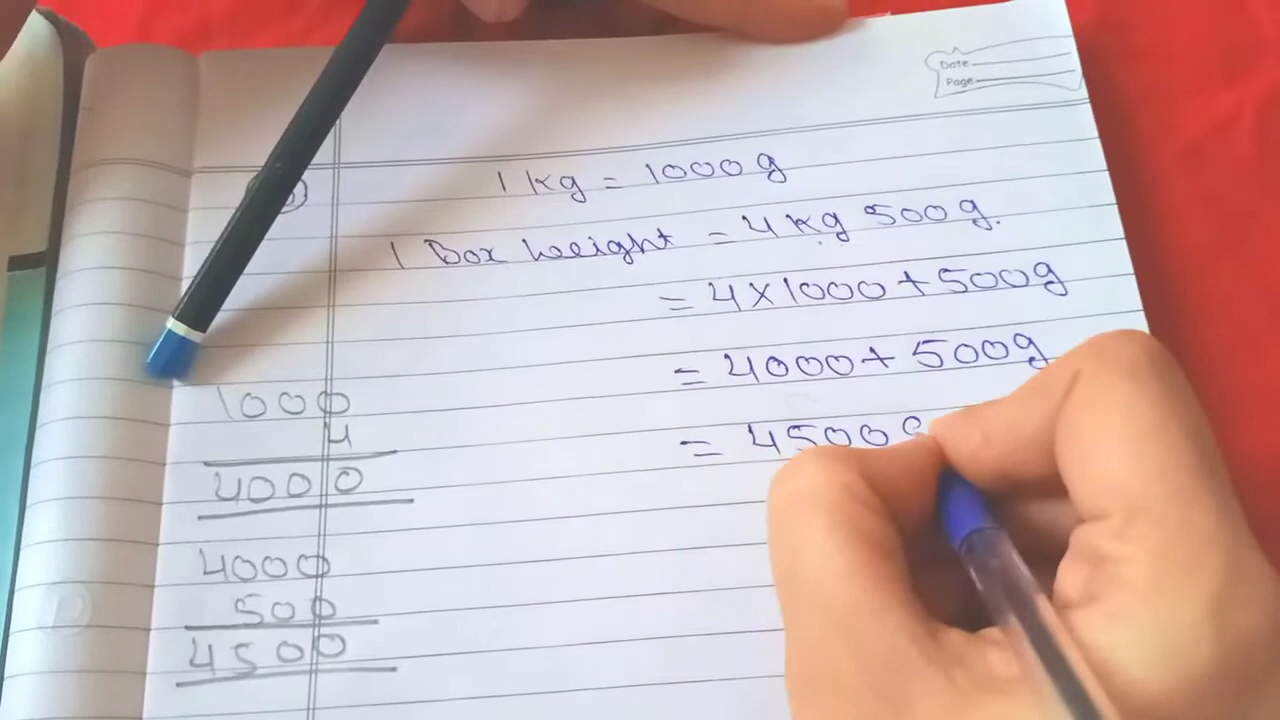 Date
Page
1 kg = 1000 g
1 Box weight = 4 kg 500 g.
= 4 × 1000 + 500 g
= 4000 + 500 g
= 4500
1000
4
4000
4000
500
4500